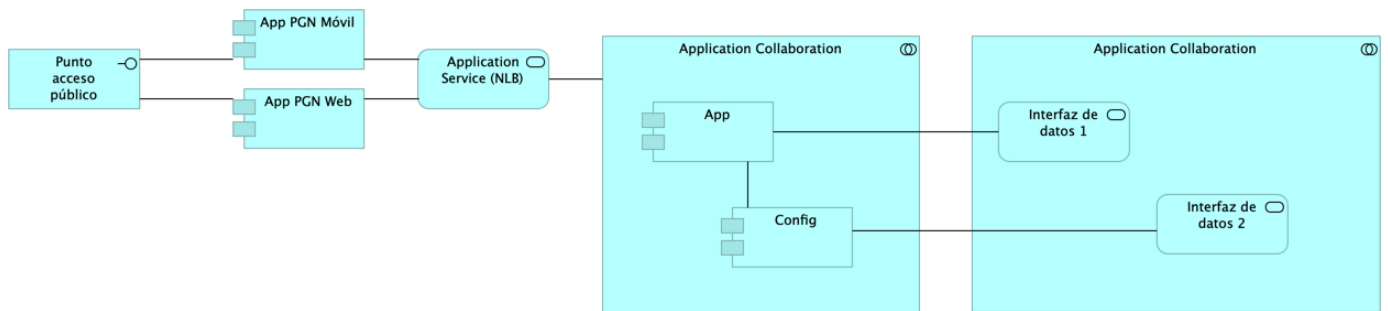 Punto
acceso
público
App PGN Móvil
App PGN Web
Application
Service (NLB)
Application Collaboration
App
Config
Application Collaboration
Interfaz de
datos 1
Interfaz de
datos 2